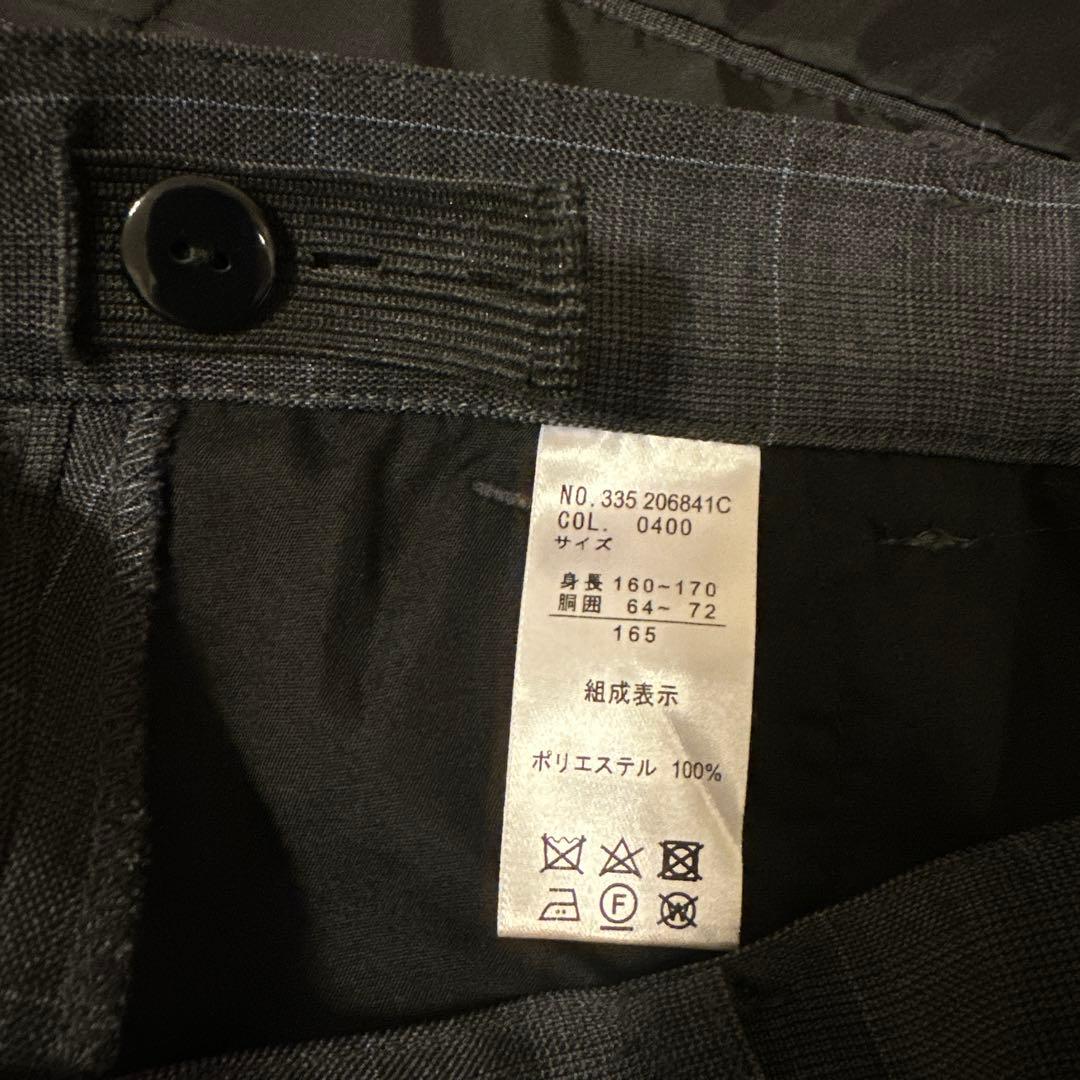 NO. 335 206841C
COL. 0400
サイズ
身長 160~170
胴囲 64~ 72
165
組成表示
ポリエステル 100%
F
W